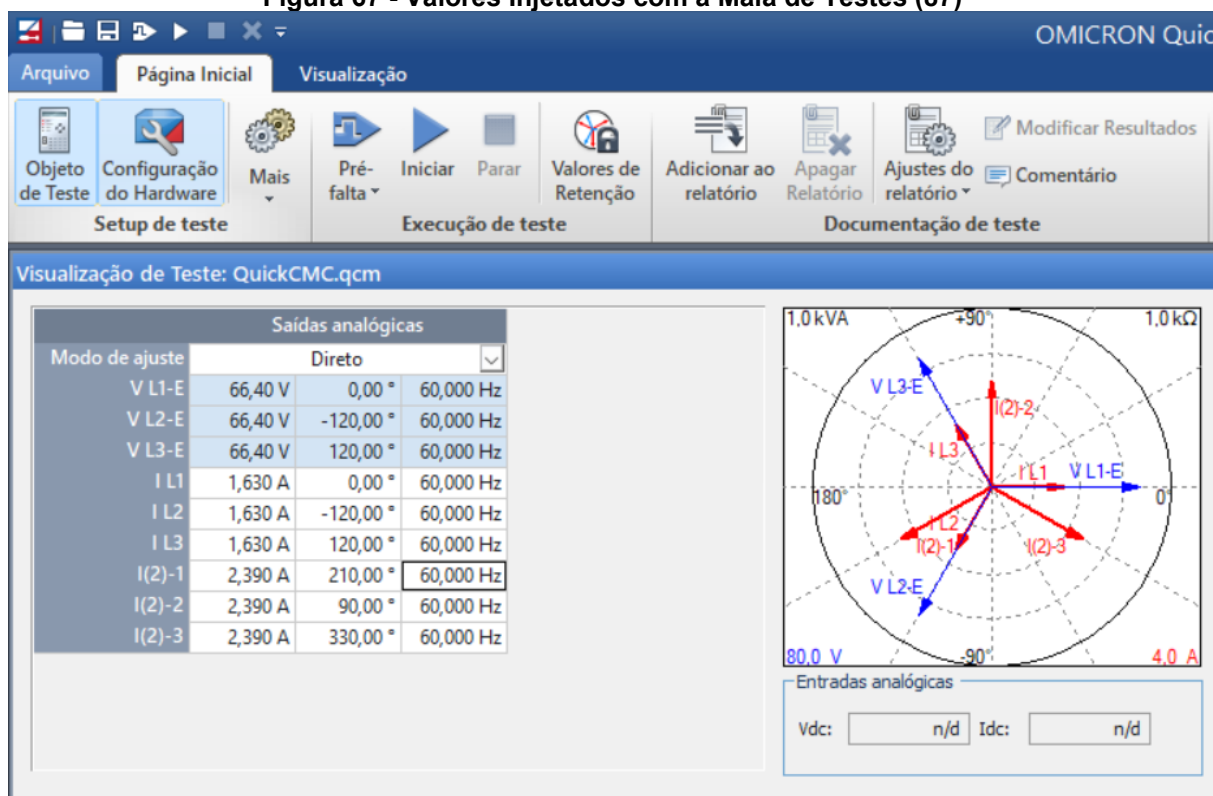 Figura 67 - Valores Injetados com a Mala de Testes (87)
OMICRON Quic
Arquivo Página Inicial Visualização
Objeto de Teste
Configuração do Hardware
Mais
Pré-falta
Iniciar
Parar
Valores de Retenção
Adicionar ao relatório
Apagar Relatório
Ajustes do relatório
Modificar Resultados
Comentário
Setup de teste Execução de teste Documentação de teste
Visualização de Teste: QuickCMC.qcm
Saídas analógicas
Modo de ajuste Direto
V L1-E 66,40 V 0,00 ° 60,000 Hz
V L2-E 66,40 V -120,00 ° 60,000 Hz
V L3-E 66,40 V 120,00 ° 60,000 Hz
I L1 1,630 A 0,00 ° 60,000 Hz
I L2 1,630 A -120,00 ° 60,000 Hz
I L3 1,630 A 120,00 ° 60,000 Hz
I(2)-1 2,390 A 210,00 ° 60,000 Hz
I(2)-2 2,390 A 90,00 ° 60,000 Hz
I(2)-3 2,390 A 330,00 ° 60,000 Hz
1,0 kVA +90° 1,0 kΩ
V L3-E
I(2)-2
I L3
I L1 V L1-E
180° 0°
I L2
I(2)-1 I(2)-3
V L2-E
80,0 V -90° 4,0 A
Entradas analógicas
Vdc: n/d Idc: n/d